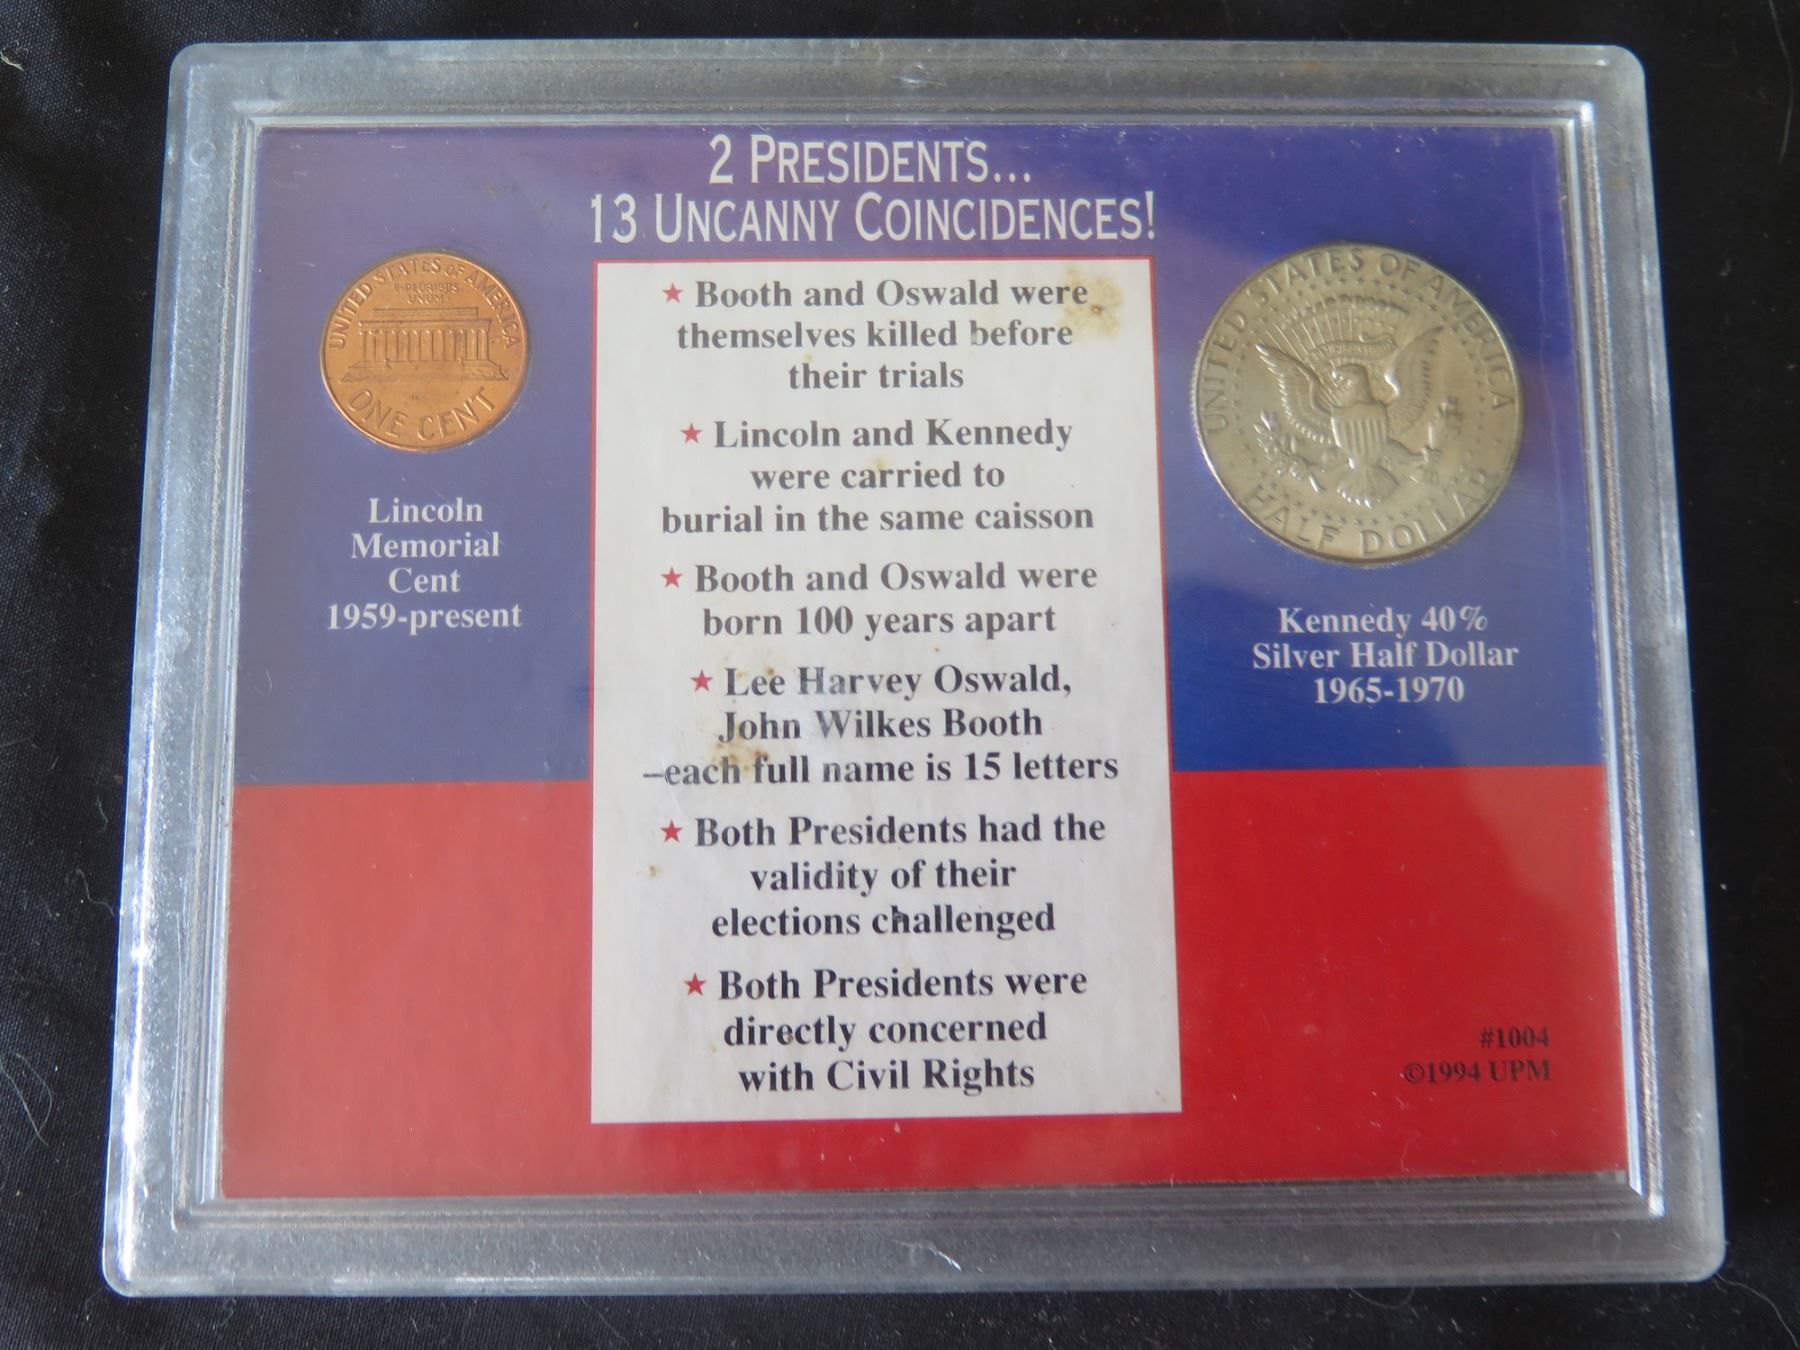 2 PRESIDENTS...
13 UNCANNY COINCIDENCES!
UNITED STATES OF AMERICA
E·PLURIBUS
UNUM·
ONE CENT
Lincoln
Memorial
Cent
1959-present
★ Booth and Oswald were
themselves killed before
their trials
★ Lincoln and Kennedy
were carried to
burial in the same caisson
★ Booth and Oswald were
born 100 years apart
★ Lee Harvey Oswald,
John Wilkes Booth
–each full name is 15 letters
★ Both Presidents had the
validity of their
elections challenged
★ Both Presidents were
directly concerned
with Civil Rights
UNITED STATES OF AMERICA
HALF DOLLAR
Kennedy 40%
Silver Half Dollar
1965-1970
#1004
©1994 UPM